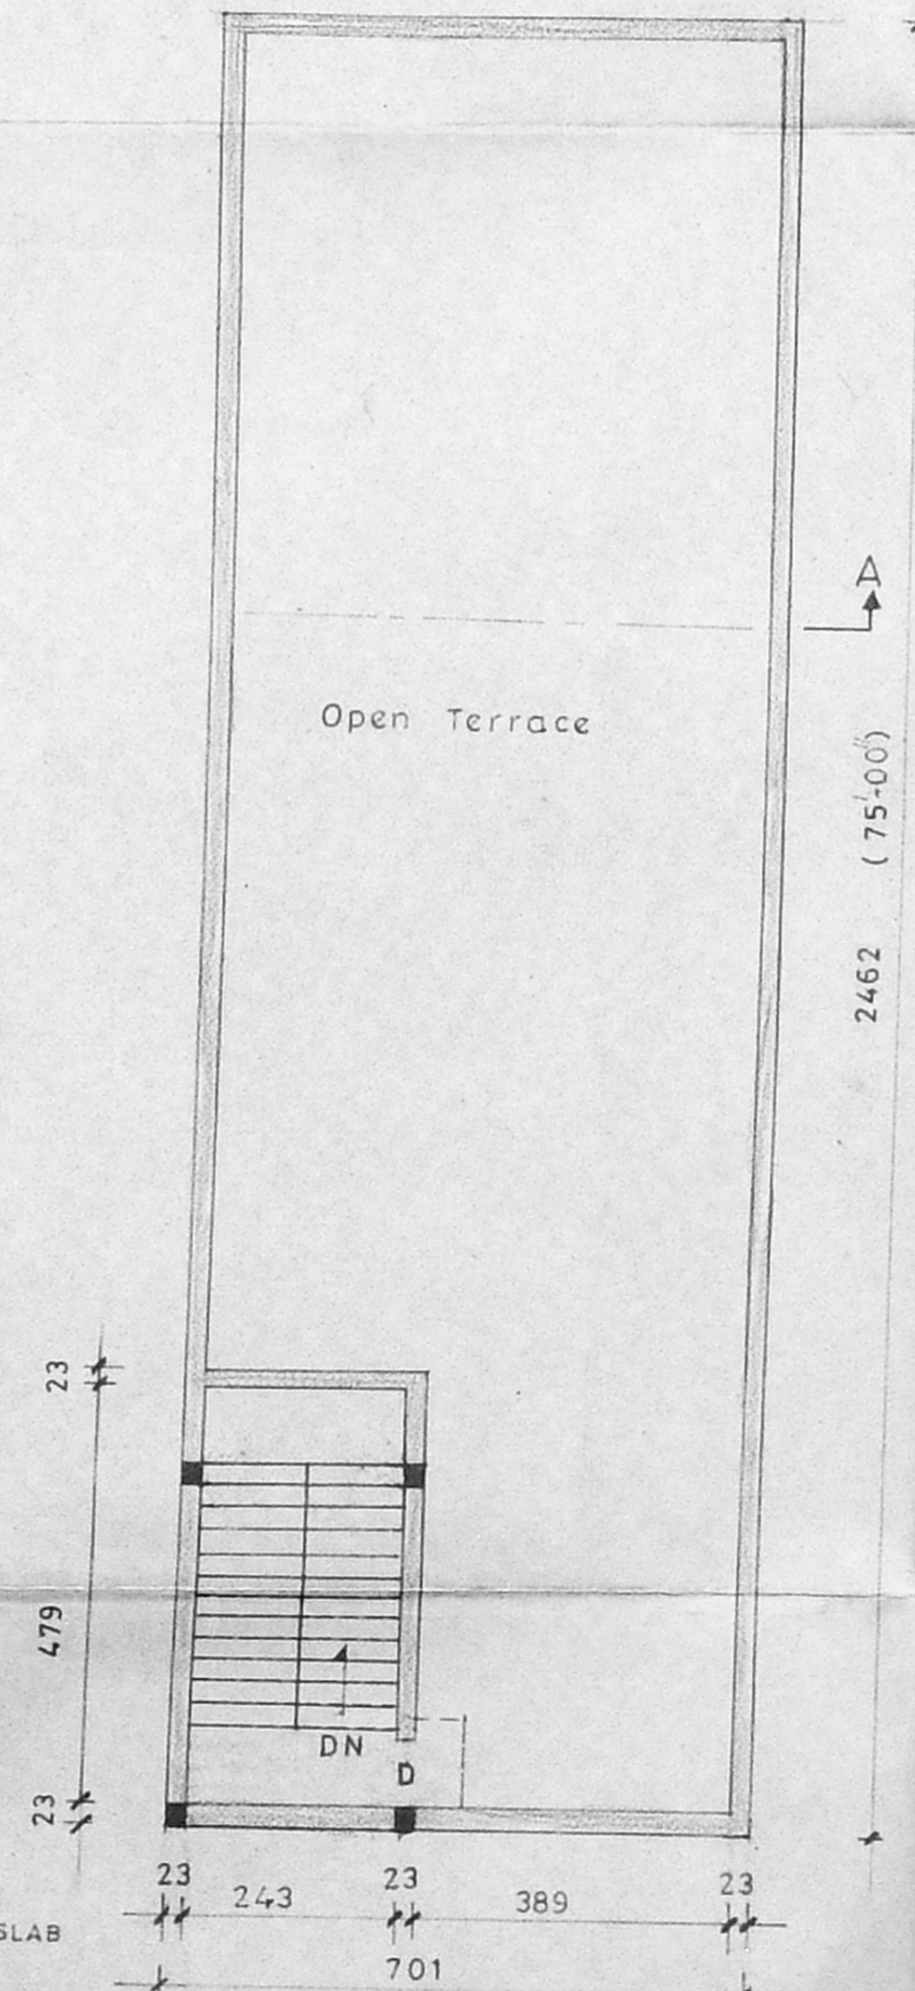 A
Open Terrace
2462 (75'-00")
23
479
23
DN
D
23 243 23 389 23
701
SLAB